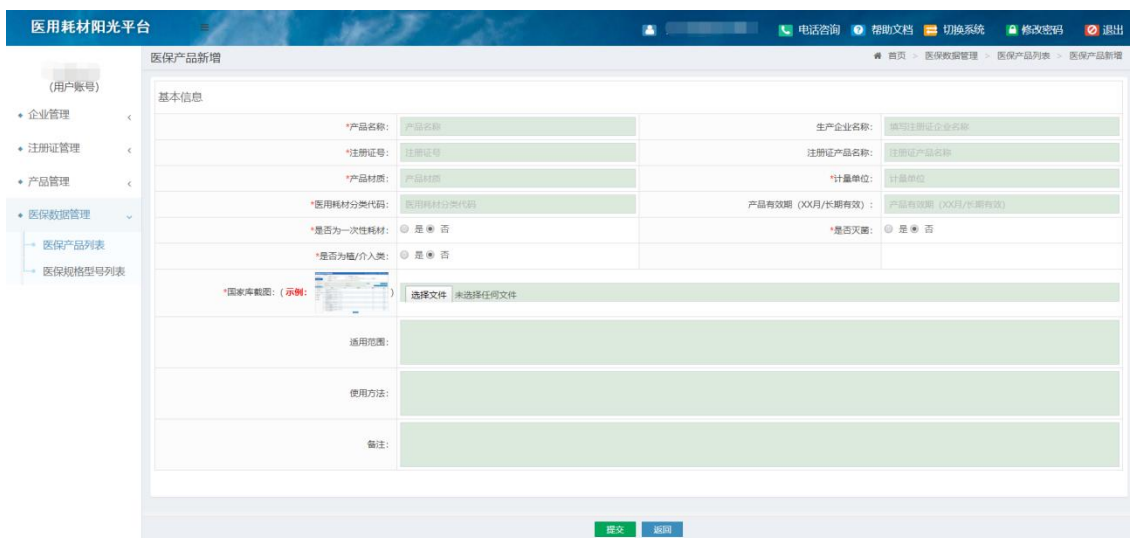 医用耗材阳光平台 电话咨询 帮助文档 切换系统 修改密码 退出
医保产品新增 首页 > 医保数据管理 > 医保产品列表 > 医保产品新增
(用户账号)
企业管理
注册证管理
产品管理
医保数据管理
医保产品列表
医保规格型号列表
基本信息
*产品名称: 产品名称 生产企业名称: 填写注册证企业名称
*注册证号: 注册证号 注册证产品名称: 注册证产品名称
*产品材质: 产品材质 *计量单位: 计量单位
*医用耗材分类代码: 医用耗材分类代码 产品有效期 (XX月/长期有效) : 产品有效期 (XX月/长期有效)
*是否为一次性耗材: 是 否 *是否灭菌: 是 否
*是否为植/介入类: 是 否
*国家库截图: ( 示例: ) 选择文件 未选择任何文件
适用范围:
使用方法:
备注:
提交 返回